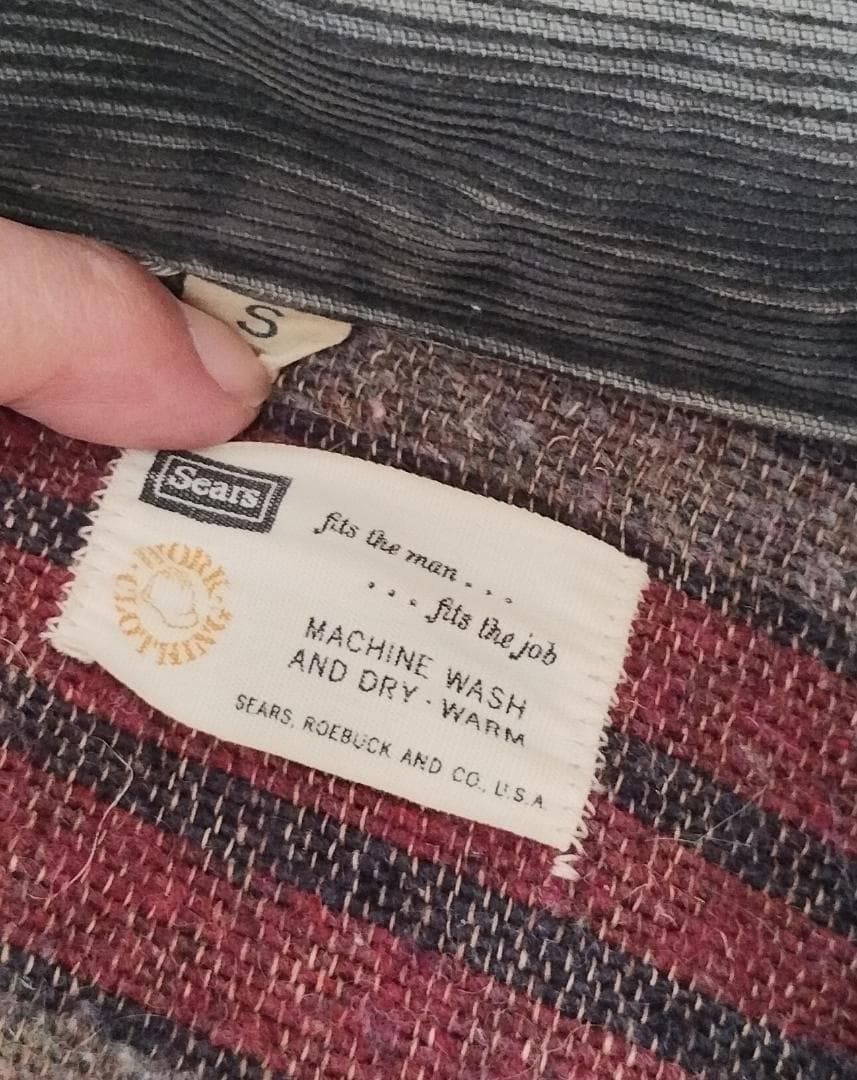 S
Sears
WORK
CLOTHING
fits the man . . .
. . . fits the job
MACHINE WASH
AND DRY · WARM
SEARS, ROEBUCK AND CO., U.S.A.